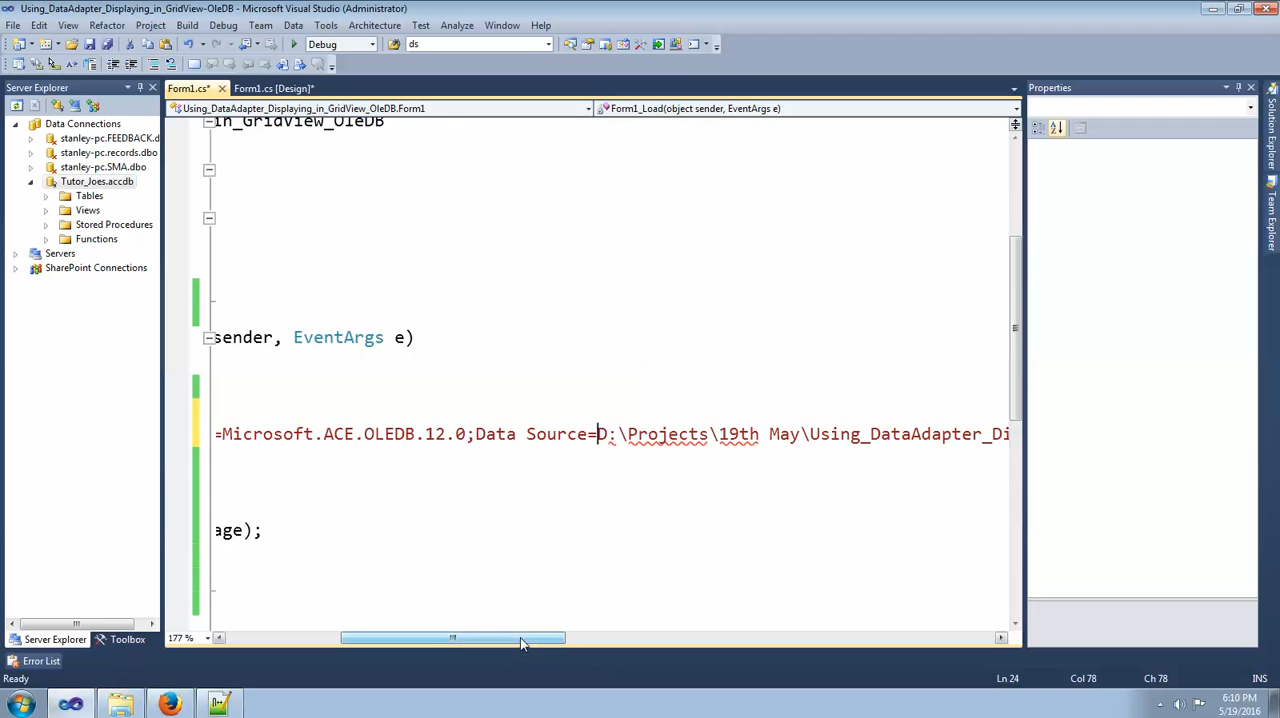 Using_DataAdapter_Displaying_in_GridView-OleDB - Microsoft Visual Studio (Administrator)
File Edit View Refactor Project Build Debug Team Data Tools Architecture Test Analyze Window Help
Debug ds
Server Explorer
Form1.cs* Form1.cs [Design]*
Properties
Using_DataAdapter_Displaying_in_GridView_OleDB.Form1
Form1_Load(object sender, EventArgs e)
Data Connections
stanley-pc.FEEDBACK.d
stanley-pc.records.dbo
stanley-pc.SMA.dbo
Tutor_Joes.accdb
Tables
Views
Stored Procedures
Functions
Servers
SharePoint Connections
in_GridView_OleDB
sender, EventArgs e)
=Microsoft.ACE.OLEDB.12.0;Data Source=D:\Projects\19th May\Using_DataAdapter_Di
age);
Solution Explorer
Team Explorer
177 %
Server Explorer Toolbox
Error List
Ready Ln 24 Col 78 Ch 78 INS
6:10 PM
5/19/2016